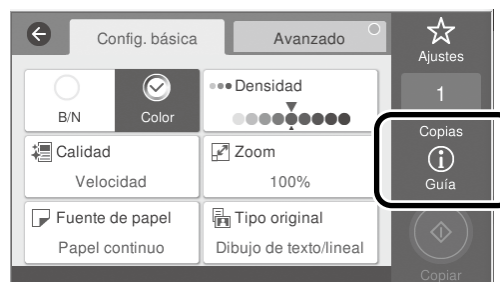 Config. básica
Avanzado
Ajustes
B/N
Color
Densidad
1
Copias
Calidad
Velocidad
Zoom
100%
Guía
Fuente de papel
Papel continuo
Tipo original
Dibujo de texto/lineal
Copiar